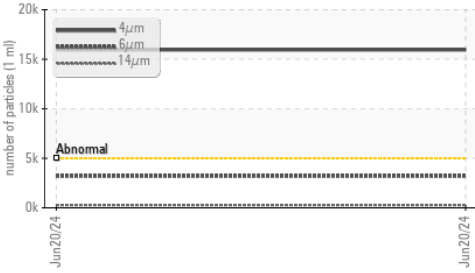 20k
15k
10k
5k
0k
number of particles (1 ml)
4μm
6μm
14μm
Abnormal
Jun20/24
Jun20/24